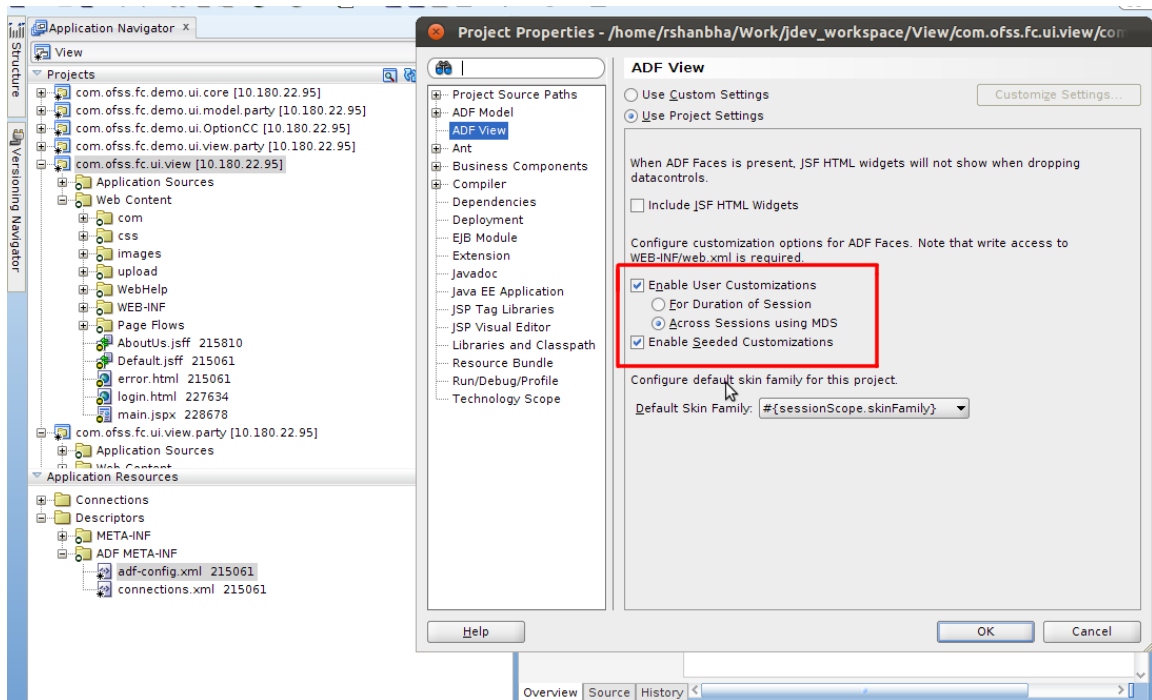 Application Navigator ×
Structure
Versioning Navigator
View
Projects
com.ofss.fc.demo.ui.core [10.180.22.95]
com.ofss.fc.demo.ui.model.party [10.180.22.95]
com.ofss.fc.demo.ui.OptionCC [10.180.22.95]
com.ofss.fc.demo.ui.view.party [10.180.22.95]
com.ofss.fc.ui.view [10.180.22.95]
Application Sources
Web Content
com
css
images
upload
WebHelp
WEB-INF
Page Flows
AboutUs.jsff 215810
Default.jsff 215061
error.html 215061
login.html 227634
main.jspx 228678
com.ofss.fc.ui.view.party [10.180.22.95]
Application Sources
Web Content
Application Resources
Connections
Descriptors
META-INF
ADF META-INF
adf-config.xml 215061
connections.xml 215061
Project Properties - /home/rshanbha/Work/jdev_workspace/View/com.ofss.fc.ui.view/com
Project Source Paths
ADF Model
ADF View
Ant
Business Components
Compiler
Dependencies
Deployment
EJB Module
Extension
Javadoc
Java EE Application
JSP Tag Libraries
JSP Visual Editor
Libraries and Classpath
Resource Bundle
Run/Debug/Profile
Technology Scope
ADF View
Use Custom Settings
Customize Settings...
Use Project Settings
When ADF Faces is present, JSF HTML widgets will not show when dropping
datacontrols.
Include JSF HTML Widgets
Configure customization options for ADF Faces. Note that write access to
WEB-INF/web.xml is required.
Enable User Customizations
For Duration of Session
Across Sessions using MDS
Enable Seeded Customizations
Configure default skin family for this project.
Default Skin Family: #{sessionScope.skinFamily}
Help
OK
Cancel
Overview Source History